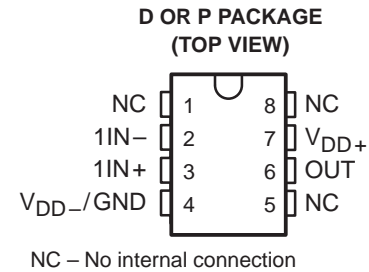 D OR P PACKAGE
(TOP VIEW)
NC 1 8 NC
1IN– 2 7 VDD+
1IN+ 3 6 OUT
VDD–/GND 4 5 NC
NC – No internal connection